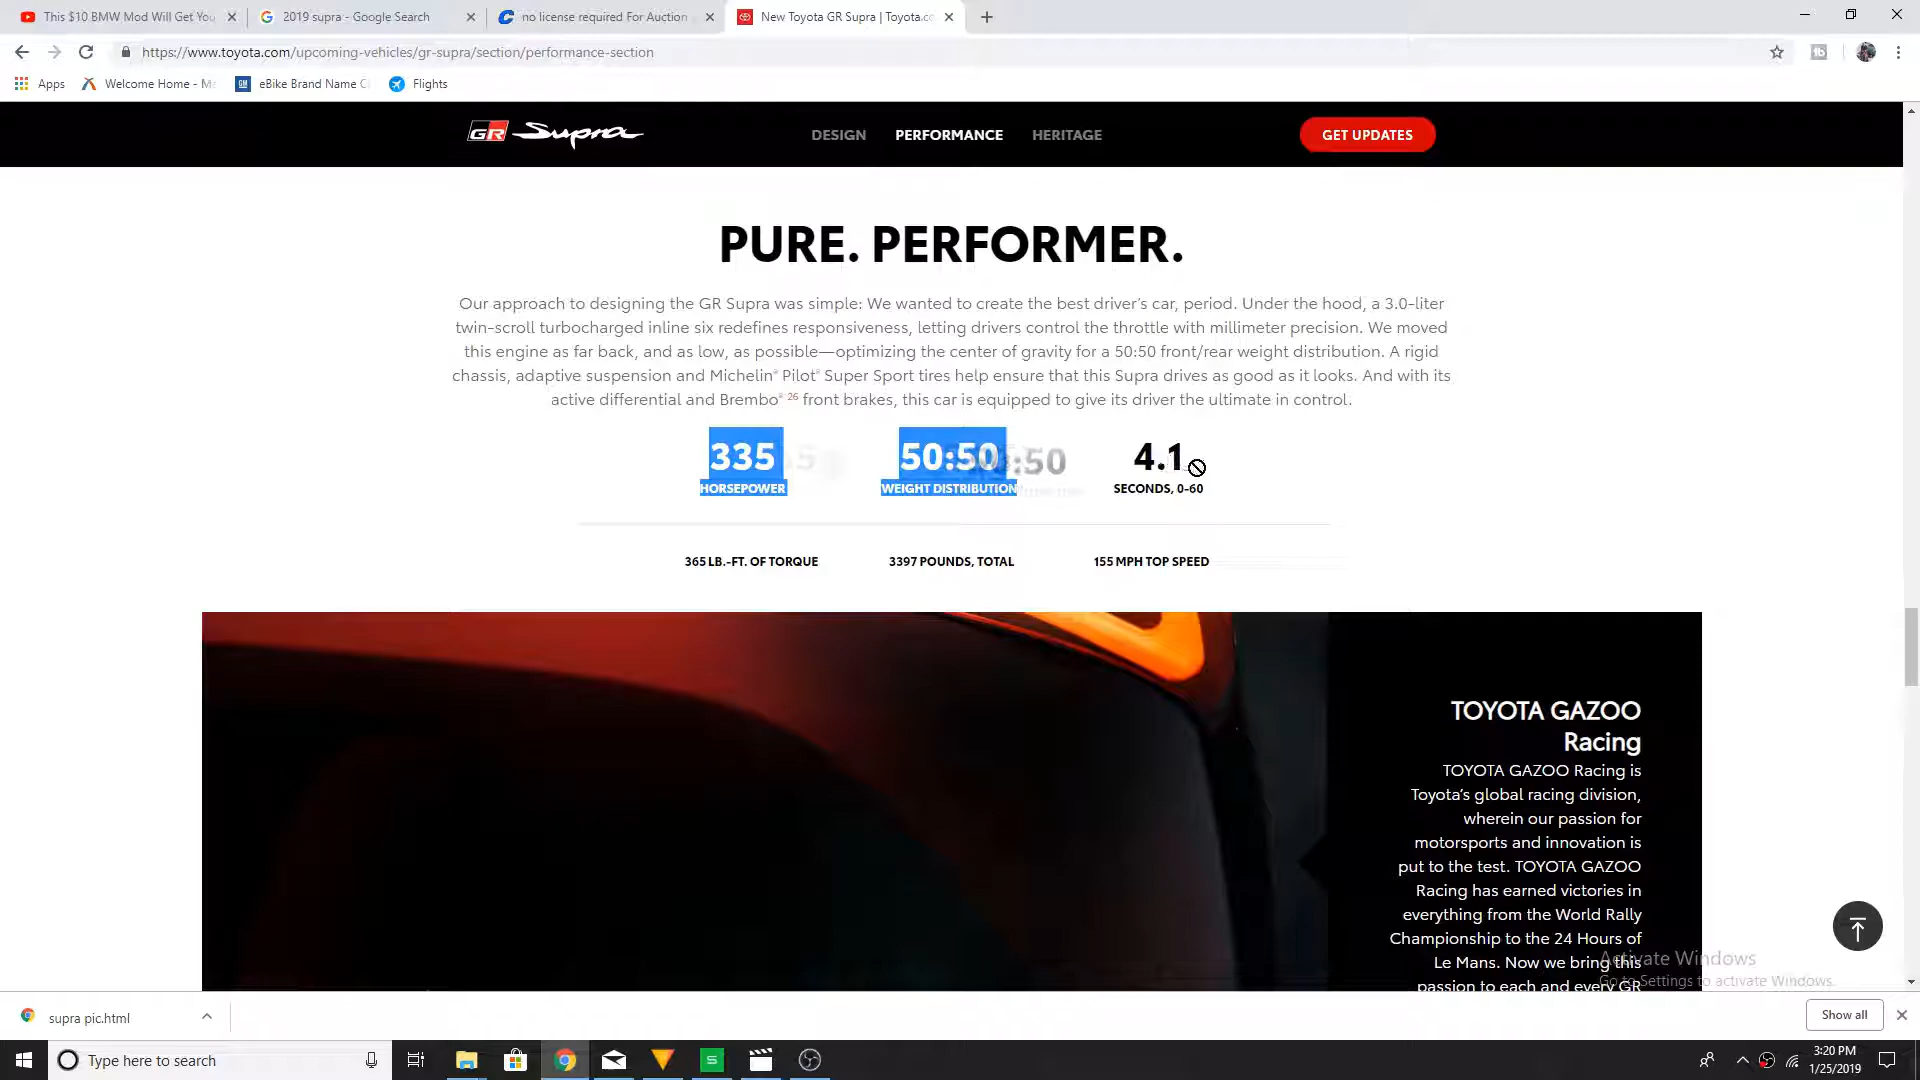 This $10 BMW Mod Will Get You
2019 supra - Google Search
no license required For Auction
New Toyota GR Supra | Toyota.co
https://www.toyota.com/upcoming-vehicles/gr-supra/section/performance-section
Apps
Welcome Home - Ma
eBike Brand Name C
Flights
GR Supra
DESIGN
PERFORMANCE
HERITAGE
GET UPDATES
PURE. PERFORMER.
Our approach to designing the GR Supra was simple: We wanted to create the best driver's car, period. Under the hood, a 3.0-liter
twin-scroll turbocharged inline six redefines responsiveness, letting drivers control the throttle with millimeter precision. We moved
this engine as far back, and as low, as possible—optimizing the center of gravity for a 50:50 front/rear weight distribution. A rigid
chassis, adaptive suspension and Michelin® Pilot® Super Sport tires help ensure that this Supra drives as good as it looks. And with its
active differential and Brembo® 26 front brakes, this car is equipped to give its driver the ultimate in control.
335
HORSEPOWER
50:50
WEIGHT DISTRIBUTION
4.1
SECONDS, 0-60
365 LB.-FT. OF TORQUE
3397 POUNDS, TOTAL
155 MPH TOP SPEED
TOYOTA GAZOO
Racing
TOYOTA GAZOO Racing is
Toyota's global racing division,
wherein our passion for
motorsports and innovation is
put to the test. TOYOTA GAZOO
Racing has earned victories in
everything from the World Rally
Championship to the 24 Hours of
Le Mans. Now we bring this
passion to each and every GR
Activate Windows
Go to Settings to activate Windows.
supra pic.html
Show all
Type here to search
3:20 PM
1/25/2019